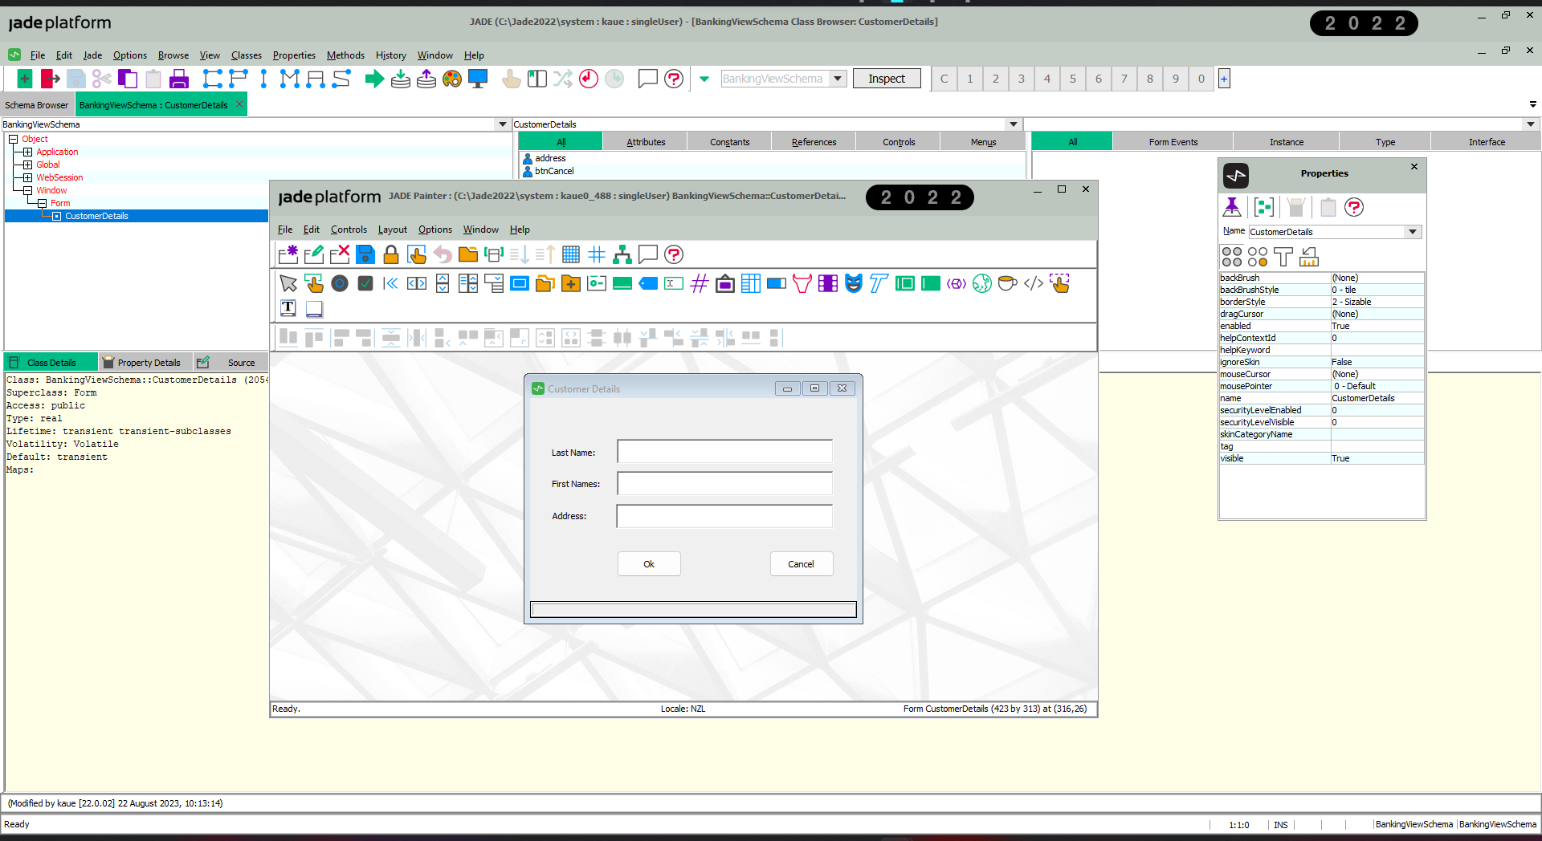 jade platform
JADE (C:\Jade2022\system : kaue : singleUser) - [BankingViewSchema Class Browser: CustomerDetails]
2 0 2 2
File Edit Jade Options Browse View Classes Properties Methods History Window Help
BankingViewSchema Inspect C 1 2 3 4 5 6 7 8 9 0 +
Schema Browser BankingViewSchema : CustomerDetails
BankingViewSchema
CustomerDetails
Object
Application
Global
WebSession
Window
Form
CustomerDetails
All Attributes Constants References Controls Menus
address
btnCancel
All Form Events Instance Type Interface
jade platform JADE Painter : (C:\Jade2022\system : kaue0_488 : singleUser) BankingViewSchema::CustomerDetai... 2 0 2 2
File Edit Controls Layout Options Window Help
Customer Details
Last Name:
First Names:
Address:
Ok Cancel
Ready. Locale: NZL Form CustomerDetails (423 by 313) at (316,26)
Properties
Name CustomerDetails
backBrush (None)
backBrushStyle 0 - tile
borderStyle 2 - Sizable
dragCursor (None)
enabled True
helpContextId 0
helpKeyword
ignoreSkin False
mouseCursor (None)
mousePointer 0 - Default
name CustomerDetails
securityLevelEnabled 0
securityLevelVisible 0
skinCategoryName
tag
visible True
Class Details Property Details Source
Class: BankingViewSchema::CustomerDetails (2054
Superclass: Form
Access: public
Type: real
Lifetime: transient transient-subclasses
Volatility: Volatile
Default: transient
Maps:
(Modified by kaue [22.0.02] 22 August 2023, 10:13:14)
Ready 1:1:0 INS BankingViewSchema BankingViewSchema